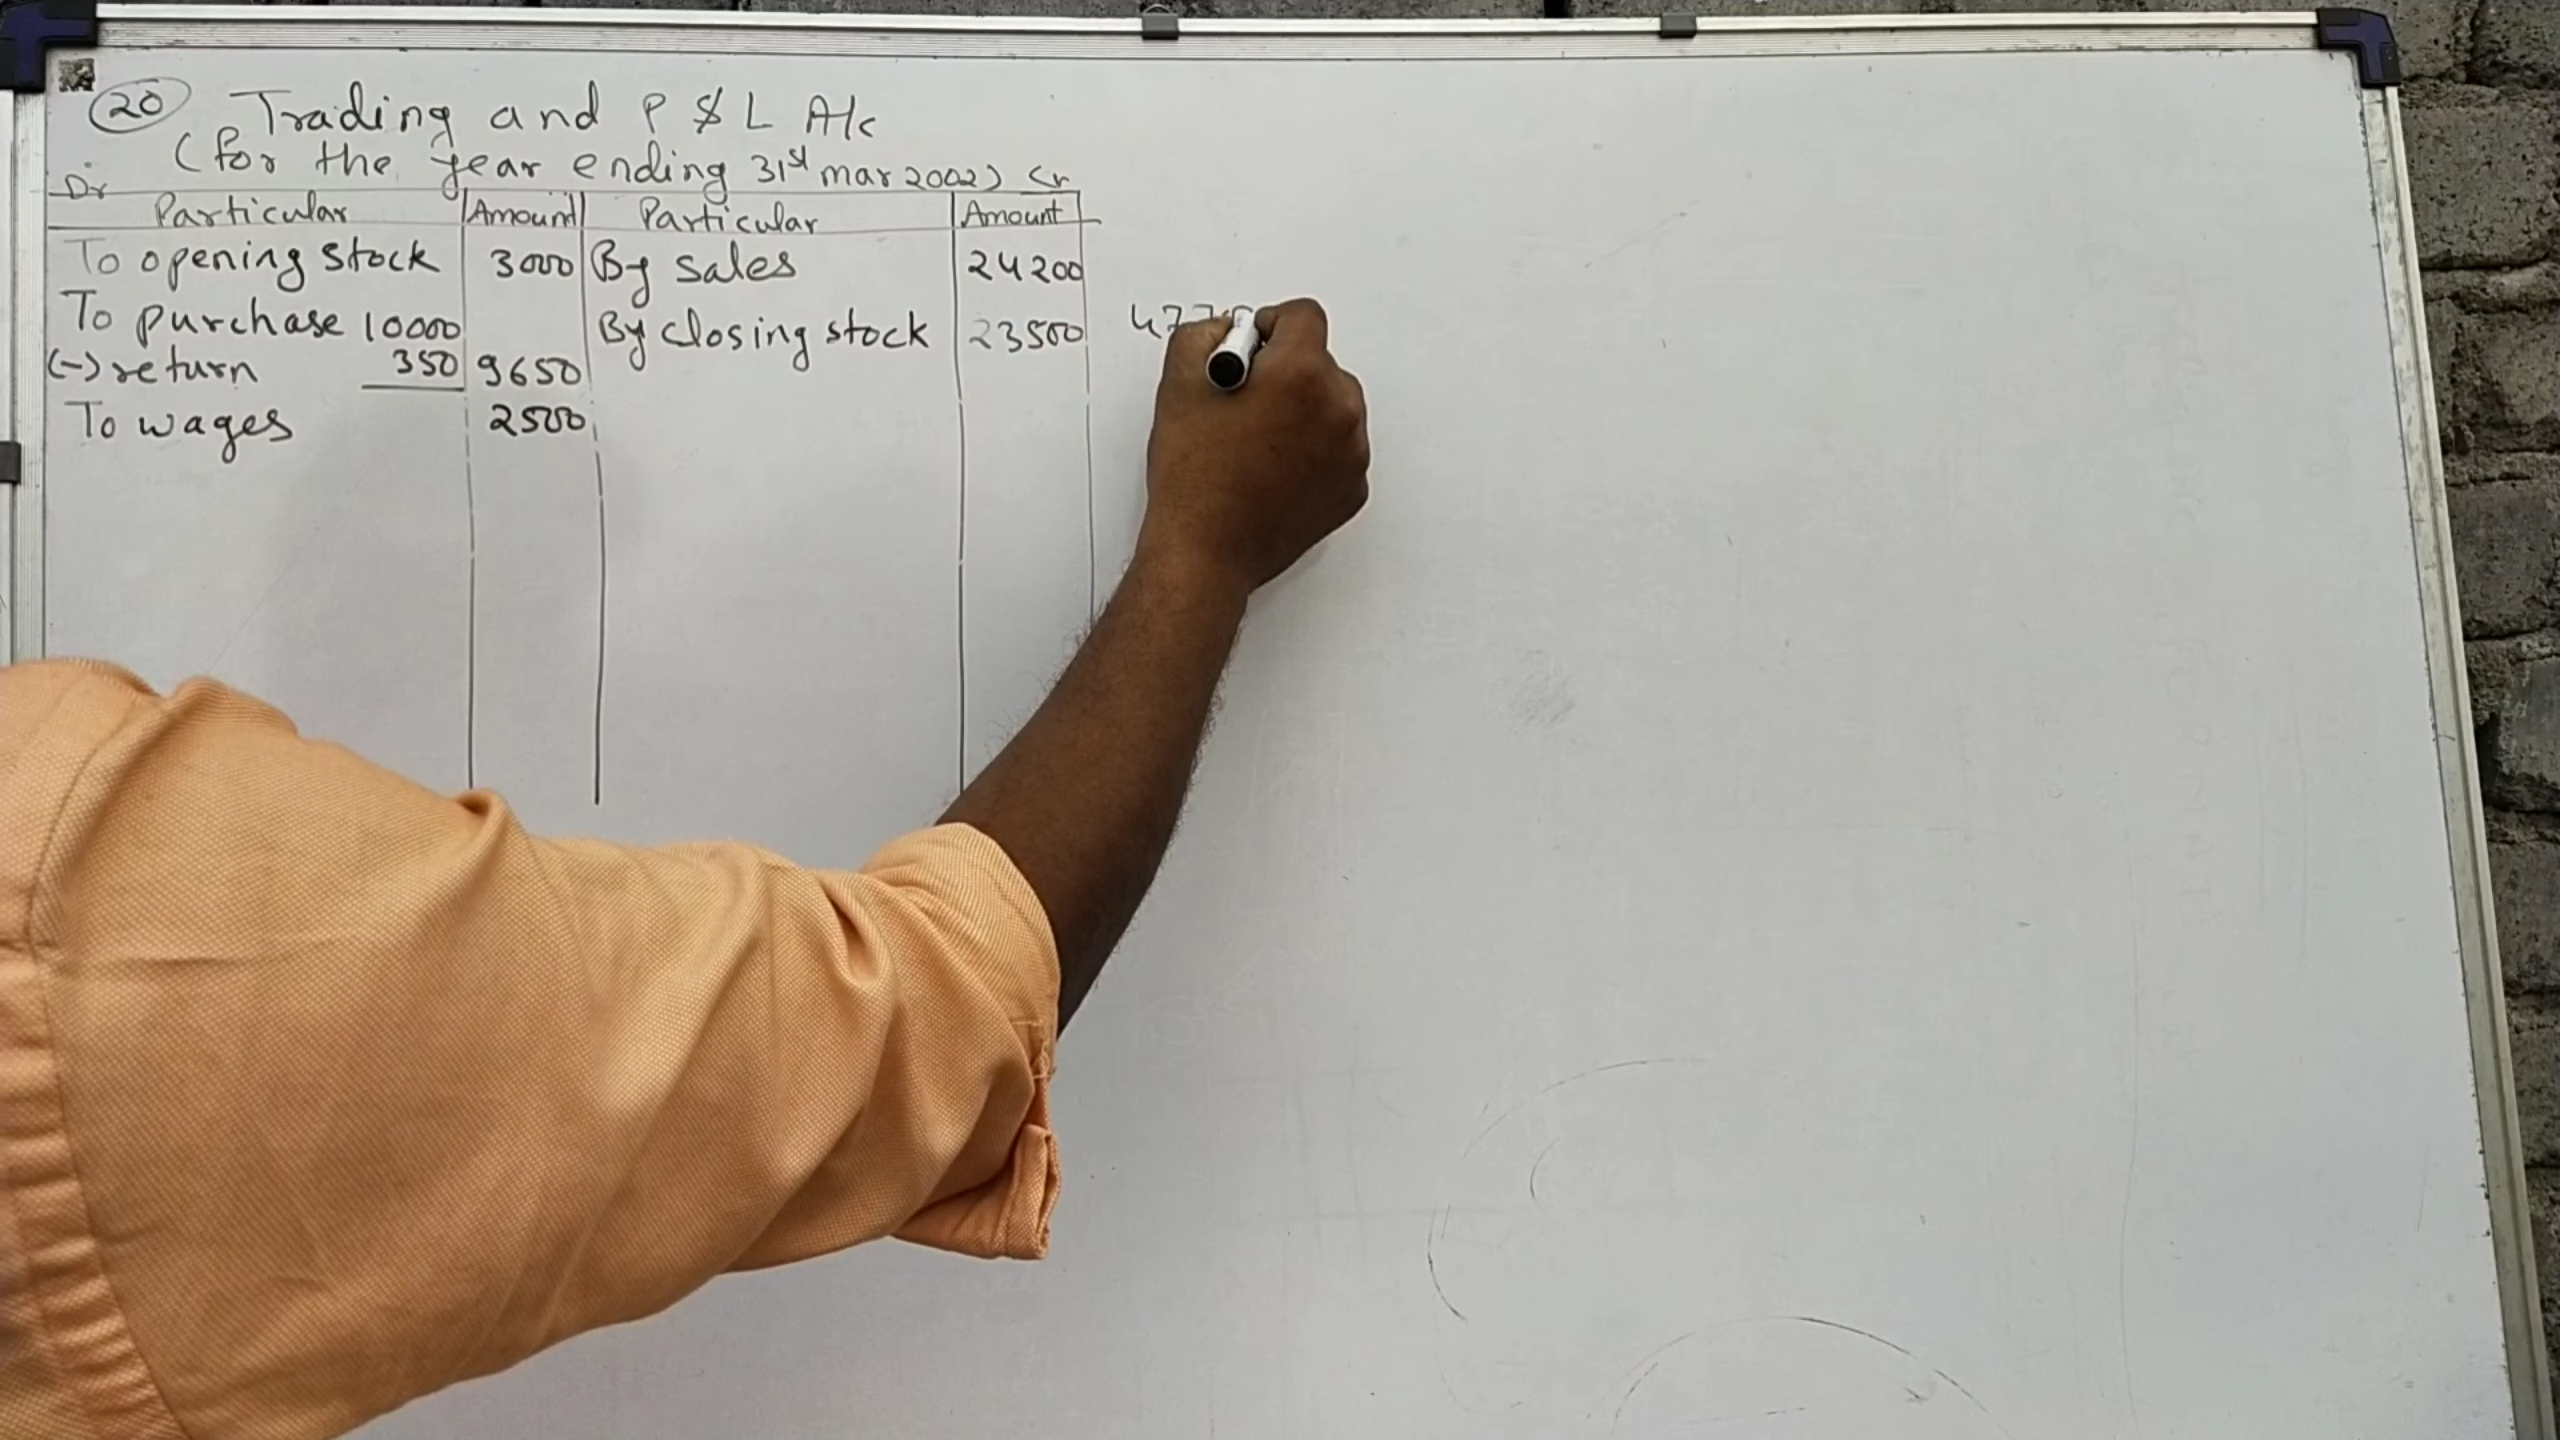 20 Trading and P $ L A/c
(for the year ending 31st mar 2002) Cr
Dr
Particular Amount Particular Amount
To opening stock 3000 By sales 24200
To purchase 10000 By closing stock 23500
(-) return 350 9650
To wages 2500